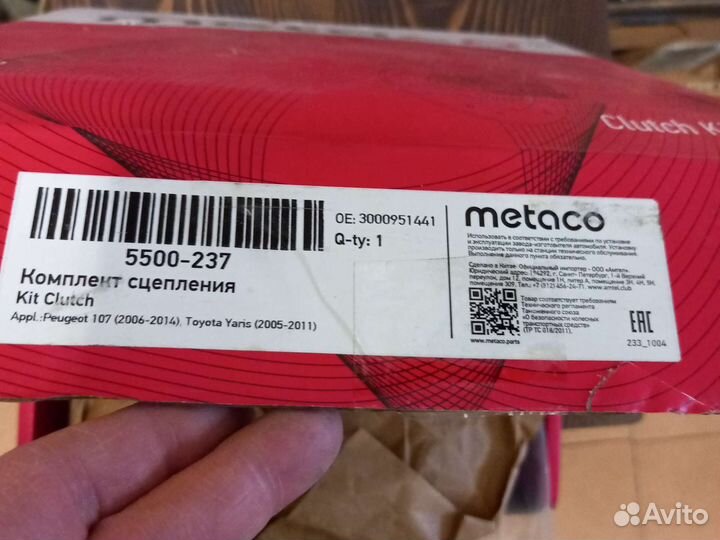 Clutch
OE: 3000951441
Q-ty: 1
5500-237
Комплект сцепления
Kit Clutch
Appl.:Peugeot 107 (2006-2014), Toyota Yaris (2005-2011)
metaco
Использовать в соответствии с требованиями по установке
и эксплуатации завода-изготовителя автомобиля. Установку
производить только на станции технического обслуживания.
Выполнение данного пункта обязательно.
Сделано в Китае Официальный импортер - ООО «Амтел».
Юридический адрес: 194292, г. Санкт- Петербург, 1-й Верхний
переулок, дом 12, помещение 1Н, литер А, помещение 3Н, 4Н, 5Н,
помещения 309. Тел.: +7 (812) 456-24-71. www.amtel.club
Товар соответствует требованиям
Технического регламента
Таможенного союза
«О безопасности колесных
транспортных средств»
(ТР ТС 018/2011).
www.metaco.parts
EAC
233_1004
Avito